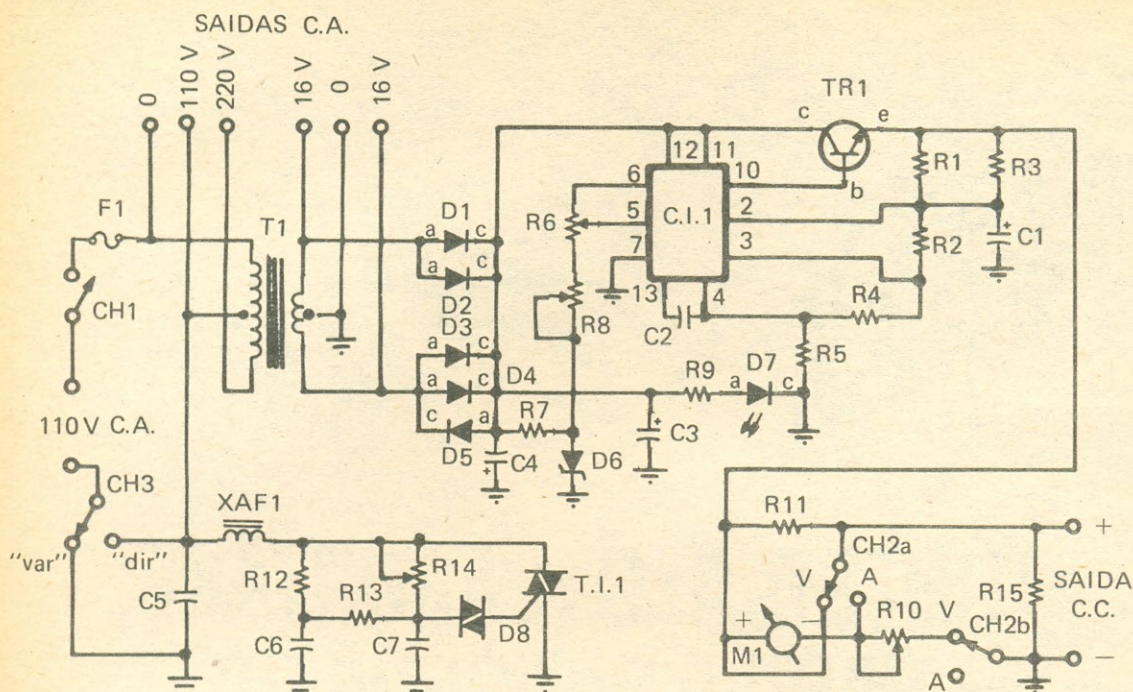 SAIDAS C.A.
0
110 V
220 V
16 V
0
16 V
F1
CH1
110 V C.A.
CH3
"var"
"dir"
T1
a D1 c
a D2 c
D3
a c D4
a c
c D5 a
R7
C4
+
D6
C3
+
R9
a D7 c
R6
R8
6
5
7
12
11
10
2
3
13
4
C.I.1
C2
TR1
c
e
b
R1
R2
R3
C1
+
R4
R5
XAF1
C5
R12
R13
R14
C6
C7
D8
T.I.1
R11
CH2a
V
A
+
–
M1
R10
V
CH2b
A
R15
+
SAIDA
C.C.
–